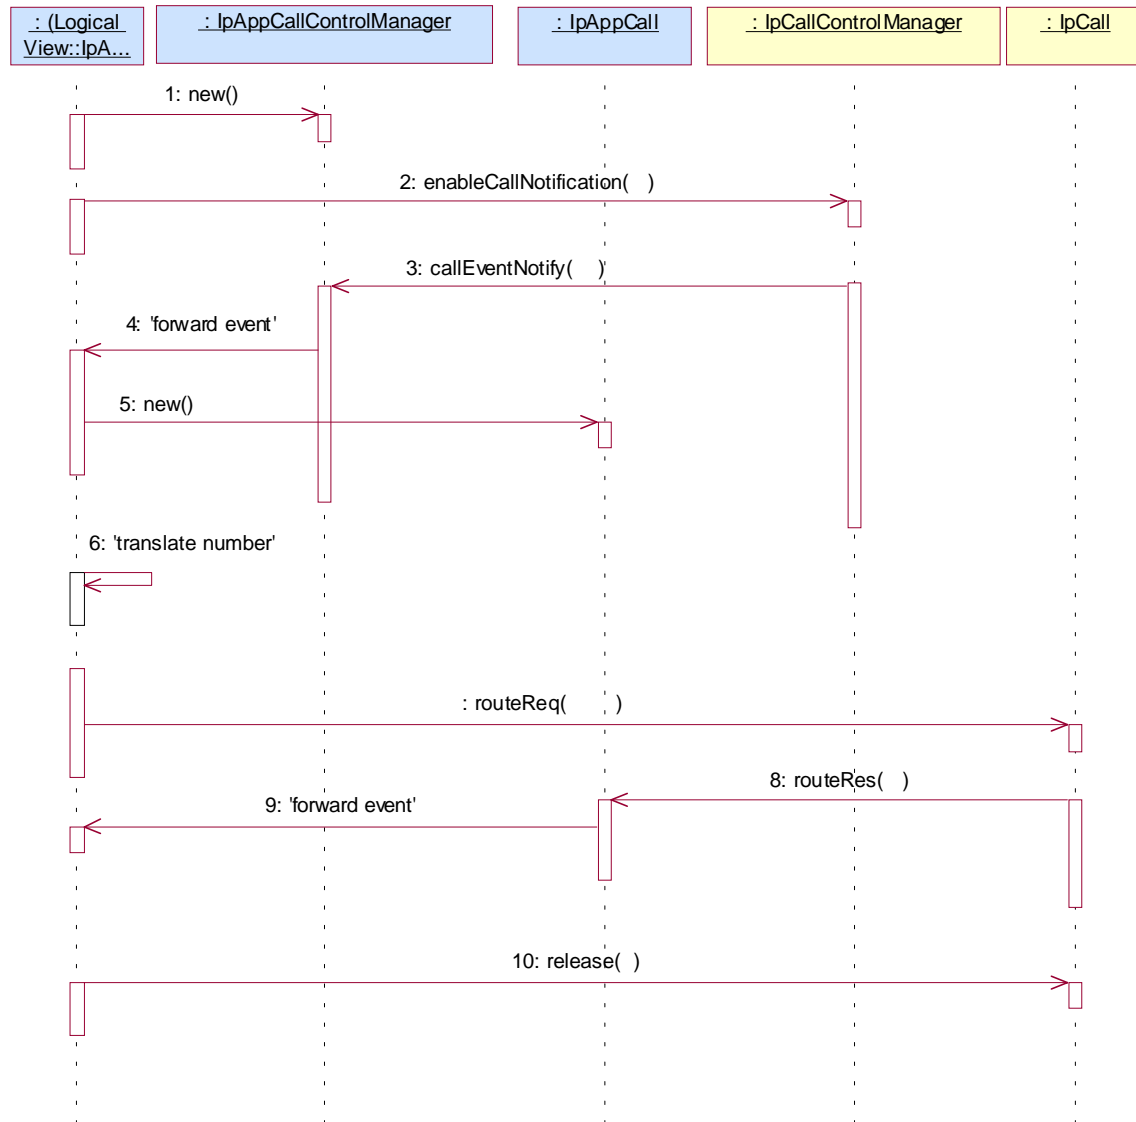 : (Logical
View::IpA...
: IpAppCallControlManager
: IpAppCall
: IpCallControlManager
: IpCall
1: new()
2: enableCallNotification( )
3: callEventNotify( )
4: 'forward event'
5: new()
6: 'translate number'
: routeReq( )
8: routeRes( )
9: 'forward event'
10: release( )